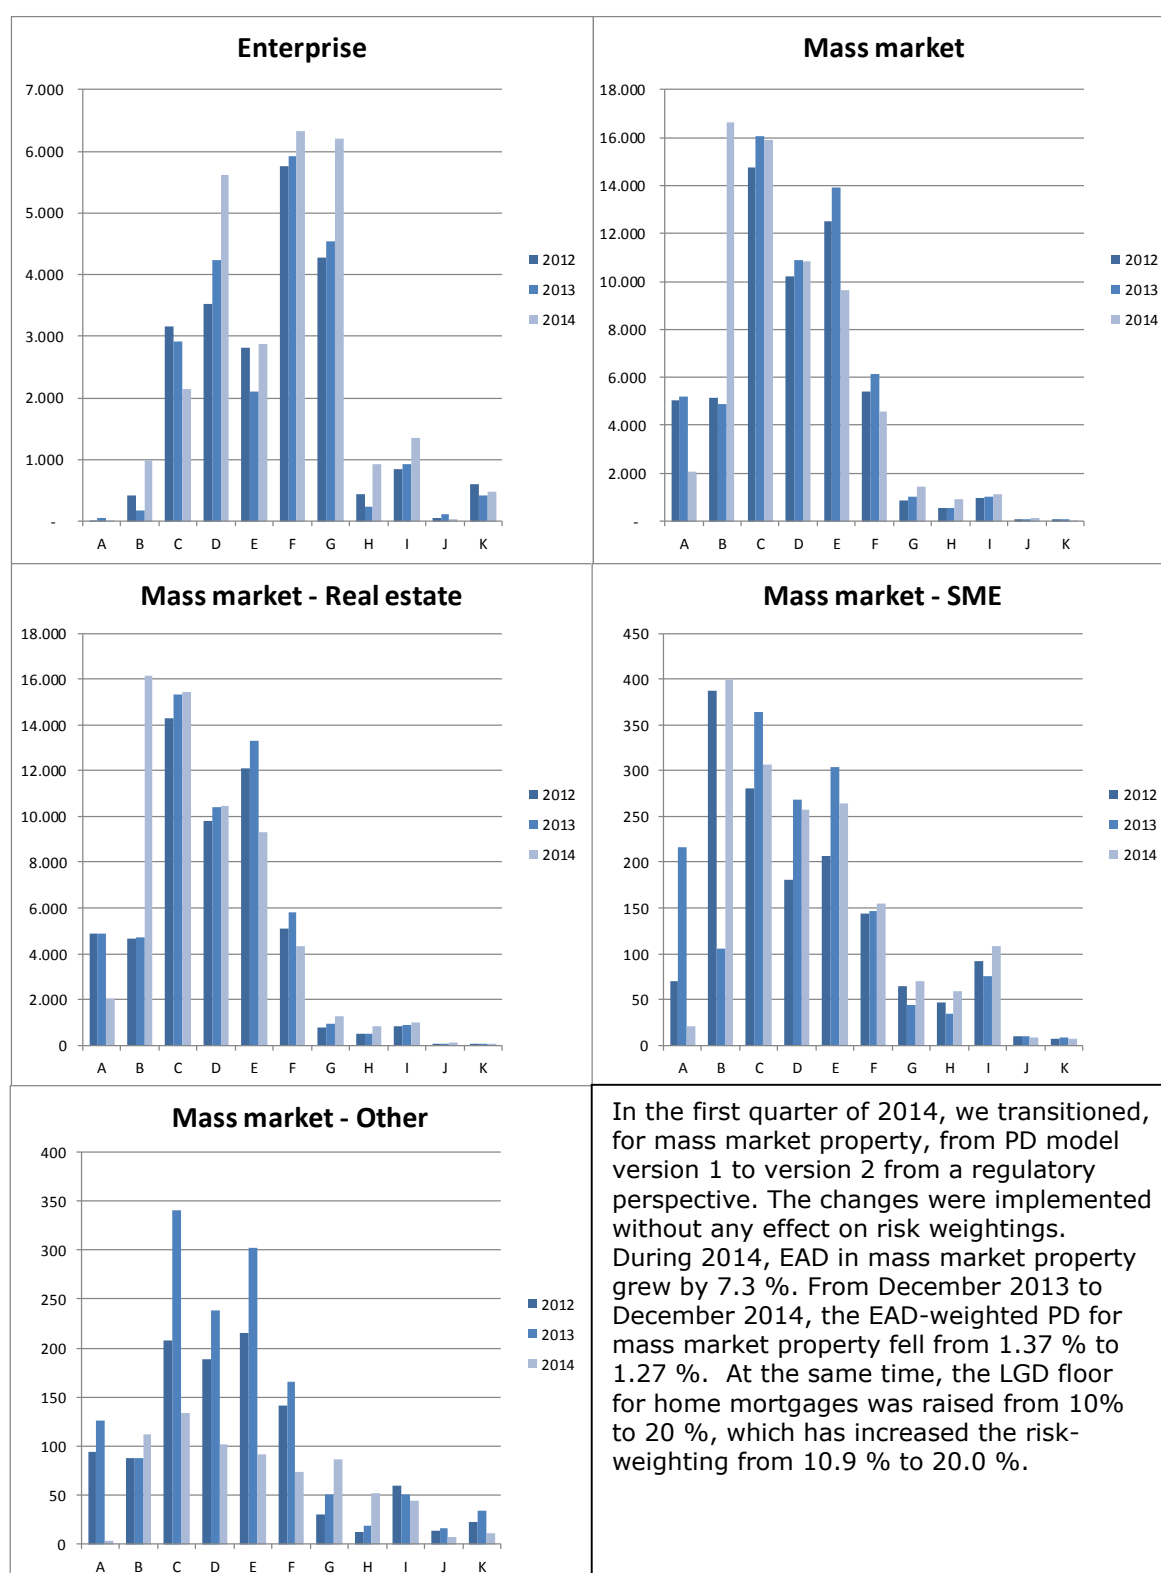 Enterprise
7.000
6.000
5.000
4.000
3.000
2.000
1.000
-
A B C D E F G H I J K
2012
2013
2014
Mass market
18.000
16.000
14.000
12.000
10.000
8.000
6.000
4.000
2.000
-
A B C D E F G H I J K
2012
2013
2014
Mass market - Real estate
18.000
16.000
14.000
12.000
10.000
8.000
6.000
4.000
2.000
0
A B C D E F G H I J K
2012
2013
2014
Mass market - SME
450
400
350
300
250
200
150
100
50
0
A B C D E F G H I J K
2012
2013
2014
Mass market - Other
400
350
300
250
200
150
100
50
0
A B C D E F G H I J K
2012
2013
2014
In the first quarter of 2014, we transitioned,
for mass market property, from PD model
version 1 to version 2 from a regulatory
perspective. The changes were implemented
without any effect on risk weightings.
During 2014, EAD in mass market property
grew by 7.3 %. From December 2013 to
December 2014, the EAD-weighted PD for
mass market property fell from 1.37 % to
1.27 %. At the same time, the LGD floor
for home mortgages was raised from 10%
to 20 %, which has increased the risk-
weighting from 10.9 % to 20.0 %.